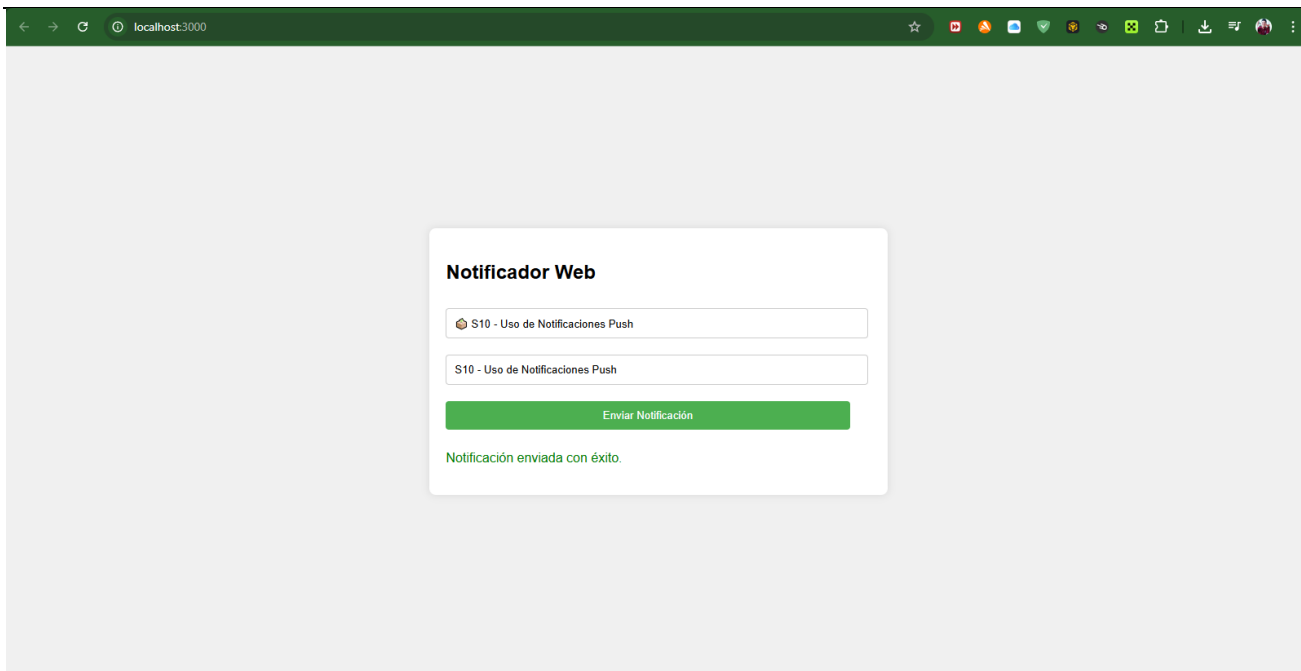 localhost:3000
Notificador Web
S10 - Uso de Notificaciones Push
S10 - Uso de Notificaciones Push
Enviar Notificación
Notificación enviada con éxito.